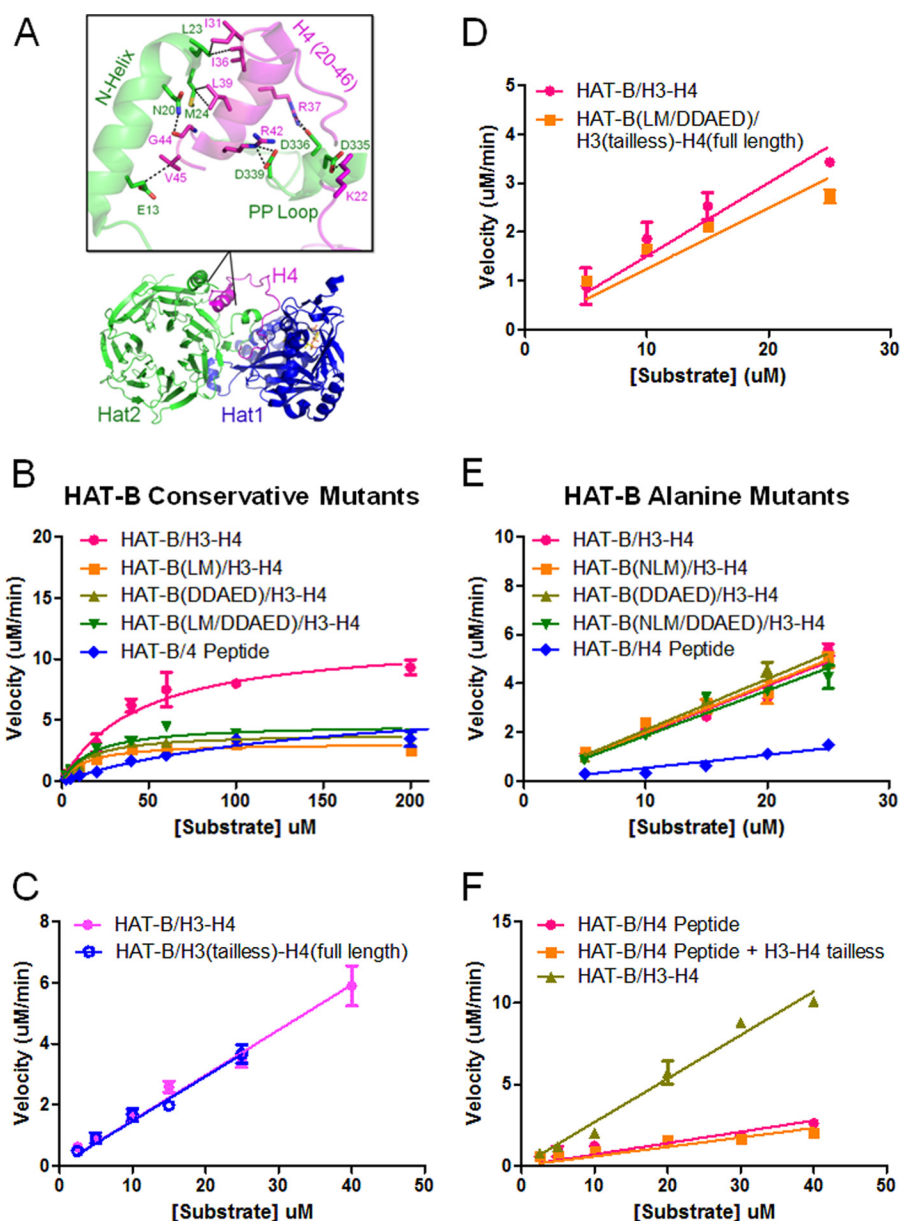 A
L23
I31
I36
H4 (20-46)
N-Helix
L39
R37
N20
M24
R42
G44
D336
D335
V45
D339
K22
E13
PP Loop
H4
Hat2
Hat1
B
HAT-B Conservative Mutants
HAT-B/H3-H4
HAT-B(LM)/H3-H4
HAT-B(DDAED)/H3-H4
HAT-B(LM/DDAED)/H3-H4
HAT-B/4 Peptide
Velocity (uM/min)
20
15
10
5
0
0
50
100
150
200
[Substrate] uM
C
HAT-B/H3-H4
HAT-B/H3(tailless)-H4(full length)
Velocity (uM/min)
8
6
4
2
0
0
10
20
30
40
50
[Substrate] uM
D
HAT-B/H3-H4
HAT-B(LM/DDAED)/
H3(tailless)-H4(full length)
Velocity (uM/min)
5
4
3
2
1
0
0
10
20
30
[Substrate] (uM)
E
HAT-B Alanine Mutants
HAT-B/H3-H4
HAT-B(NLM)/H3-H4
HAT-B(DDAED)/H3-H4
HAT-B(NLM/DDAED)/H3-H4
HAT-B/H4 Peptide
Velocity (uM/min)
10
8
6
4
2
0
0
10
20
30
[Substrate] (uM)
F
HAT-B/H4 Peptide
HAT-B/H4 Peptide + H3-H4 tailless
HAT-B/H3-H4
Velocity (uM/min)
15
10
5
0
0
10
20
30
40
50
[Substrate] uM